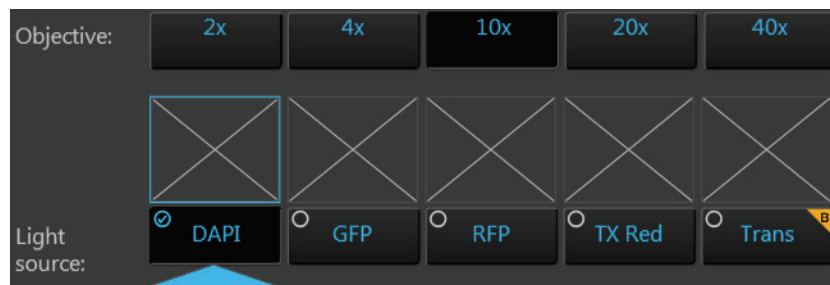 Objective: 2x 4x 10x 20x 40x
Light source: DAPI GFP RFP TX Red Trans B